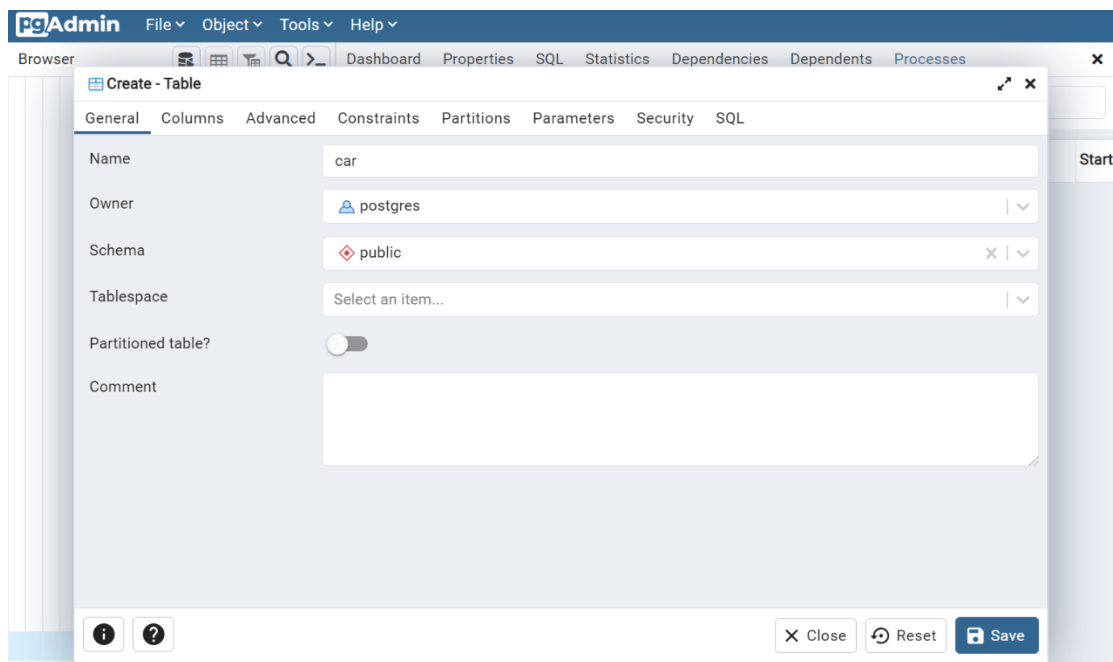 pgAdmin File Object Tools Help
Browser Dashboard Properties SQL Statistics Dependencies Dependents Processes
Create - Table
General Columns Advanced Constraints Partitions Parameters Security SQL
Name car
Start
Owner postgres
Schema public
Tablespace Select an item...
Partitioned table?
Comment
Close Reset Save